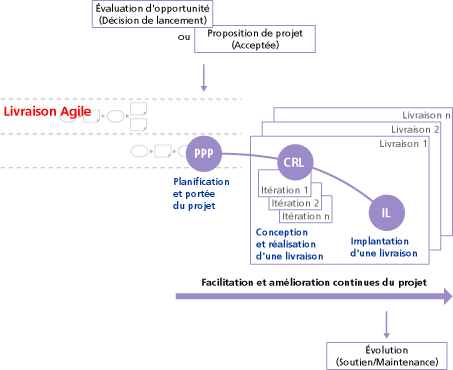 Évaluation d'opportunité
(Décision de lancement)
ou
Proposition de projet
(Acceptée)
Livraison Agile
Livraison n
Livraison 2
Livraison 1
PPP
CRL
Planification
et portée
du projet
Itération 1
Itération 2
Itération n
IL
Conception
et réalisation
d'une livraison
Implantation
d'une livraison
Facilitation et amélioration continues du projet
Évolution
(Soutien/Maintenance)